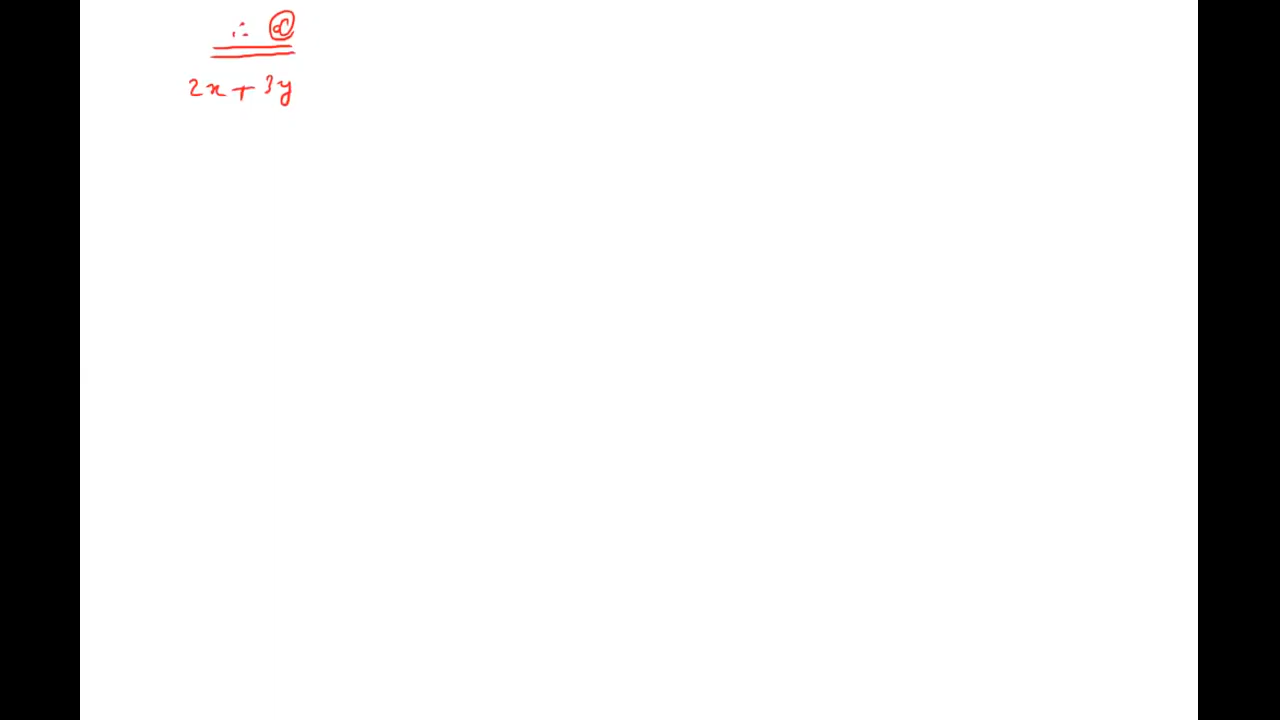 ∴
2x + 3y